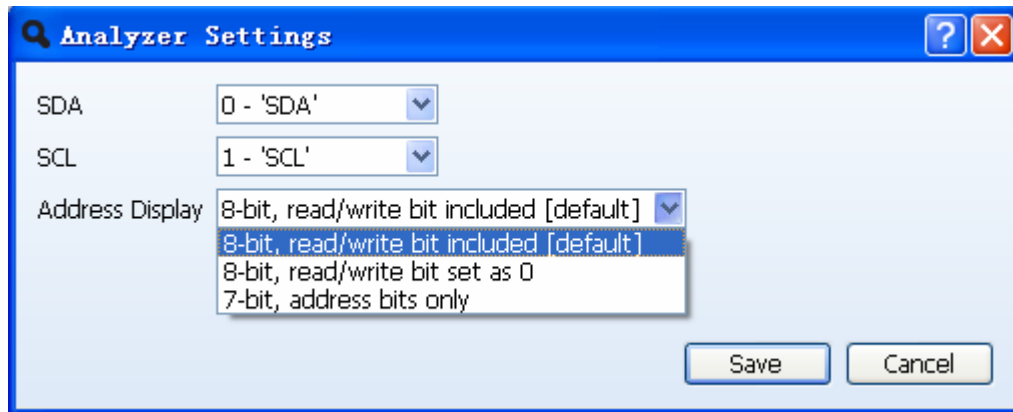 Analyzer Settings
?
SDA 0 - 'SDA'
SCL 1 - 'SCL'
Address Display 8-bit, read/write bit included [default]
8-bit, read/write bit included [default]
8-bit, read/write bit set as 0
7-bit, address bits only
Save Cancel